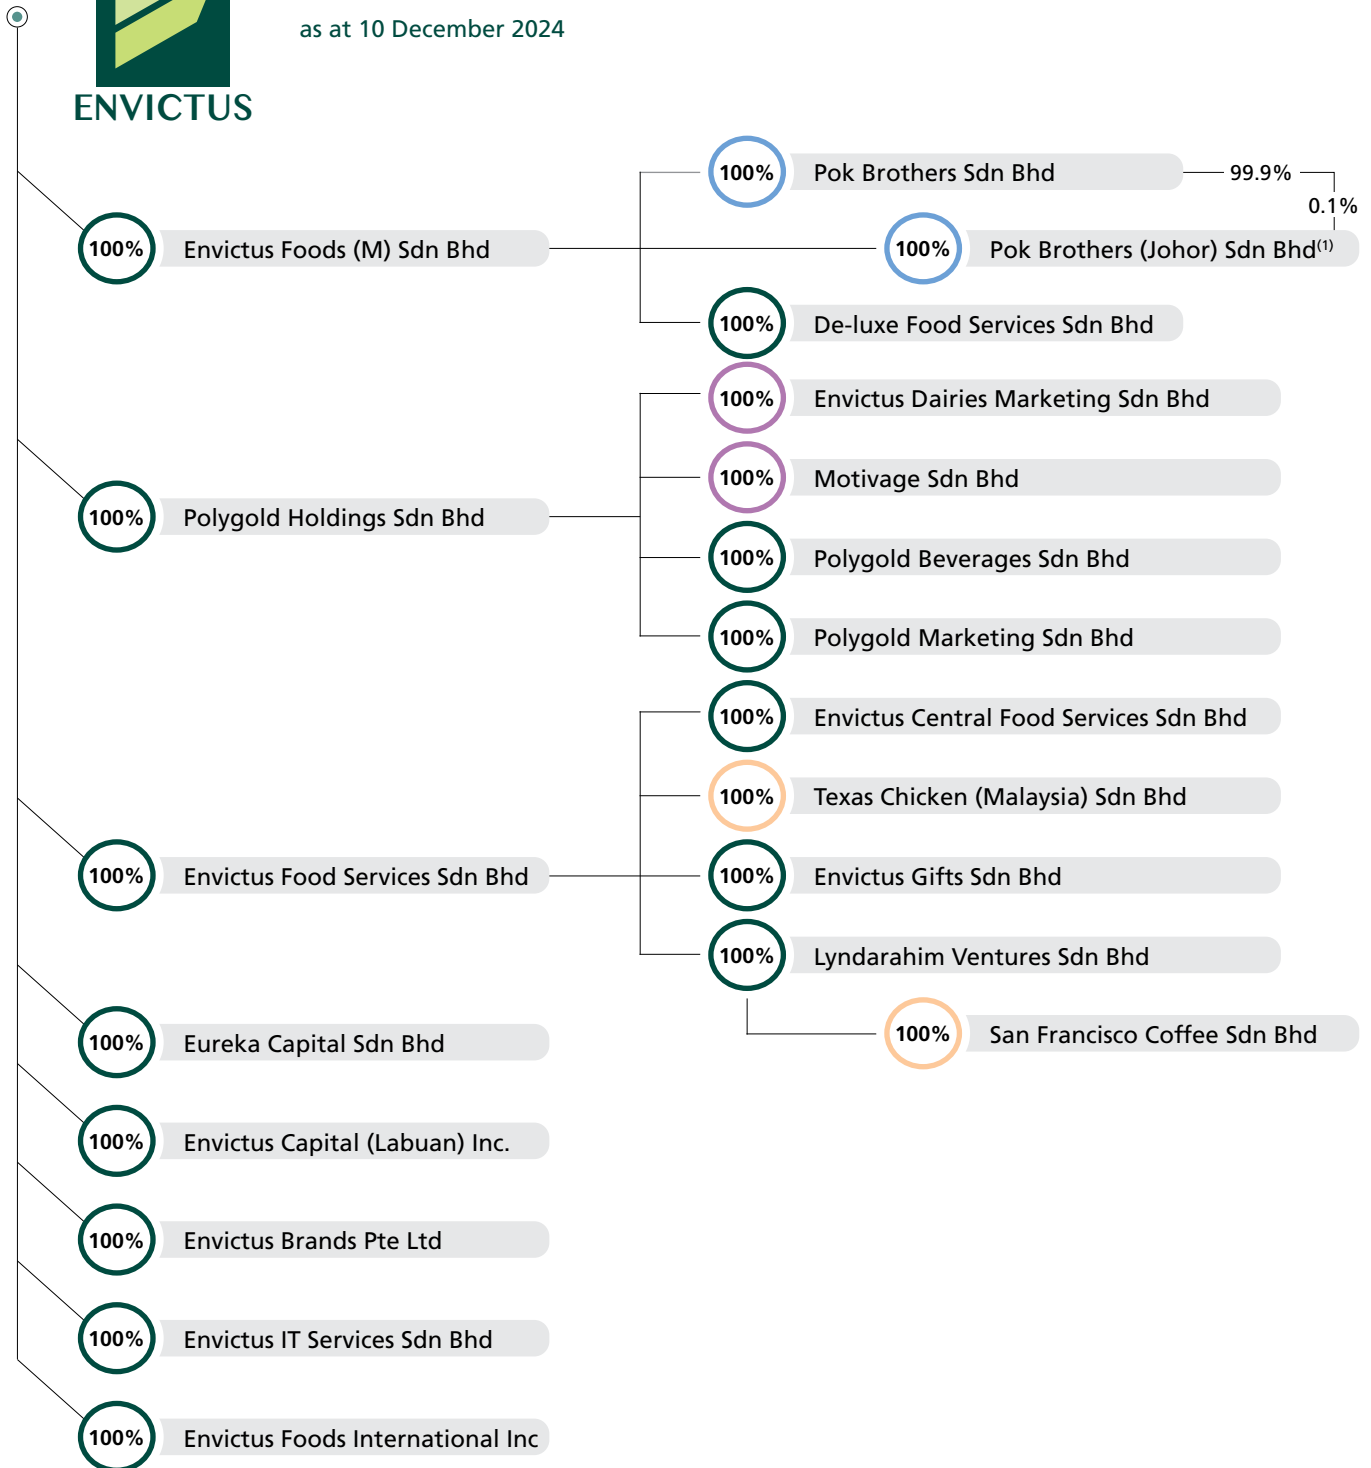 as at 10 December 2024
ENVICTUS
100% Pok Brothers Sdn Bhd 99.9%
0.1%
100% Envictus Foods (M) Sdn Bhd
100% Pok Brothers (Johor) Sdn Bhd(1)
100% De-luxe Food Services Sdn Bhd
100% Envictus Dairies Marketing Sdn Bhd
100% Motivage Sdn Bhd
100% Polygold Holdings Sdn Bhd
100% Polygold Beverages Sdn Bhd
100% Polygold Marketing Sdn Bhd
100% Envictus Central Food Services Sdn Bhd
100% Texas Chicken (Malaysia) Sdn Bhd
100% Envictus Food Services Sdn Bhd
100% Envictus Gifts Sdn Bhd
100% Lyndarahim Ventures Sdn Bhd
100% San Francisco Coffee Sdn Bhd
100% Eureka Capital Sdn Bhd
100% Envictus Capital (Labuan) Inc.
100% Envictus Brands Pte Ltd
100% Envictus IT Services Sdn Bhd
100% Envictus Foods International Inc